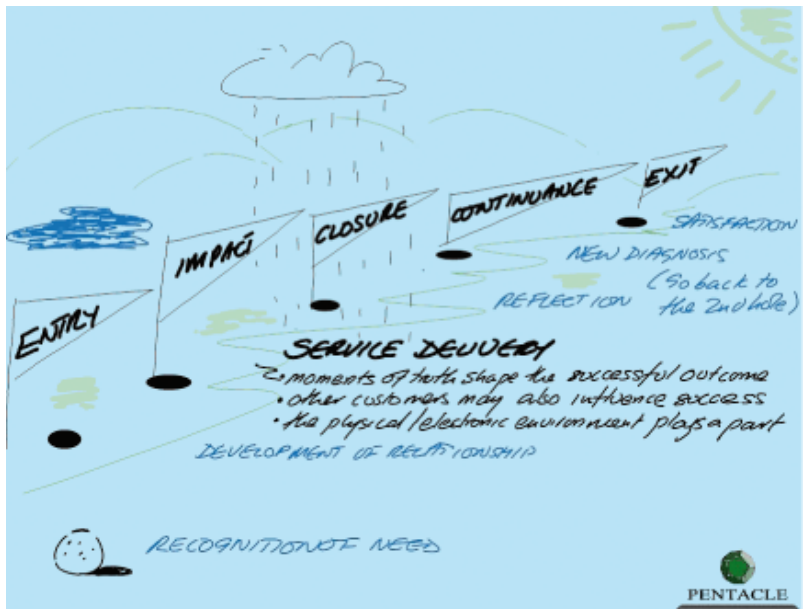 EXIT
CONTINUANCE
CLOSURE
IMPACT
ENTRY
SATISFACTION
NEW DIAGNOSIS
(Go back to
the 2nd hole)
REFLECTION
SERVICE DELIVERY
• moments of truth shape the successful outcome
• other customers may also influence success
• the physical/electronic environment plays a part
DEVELOPMENT OF RELATIONSHIP
RECOGNITION OF NEED
PENTACLE